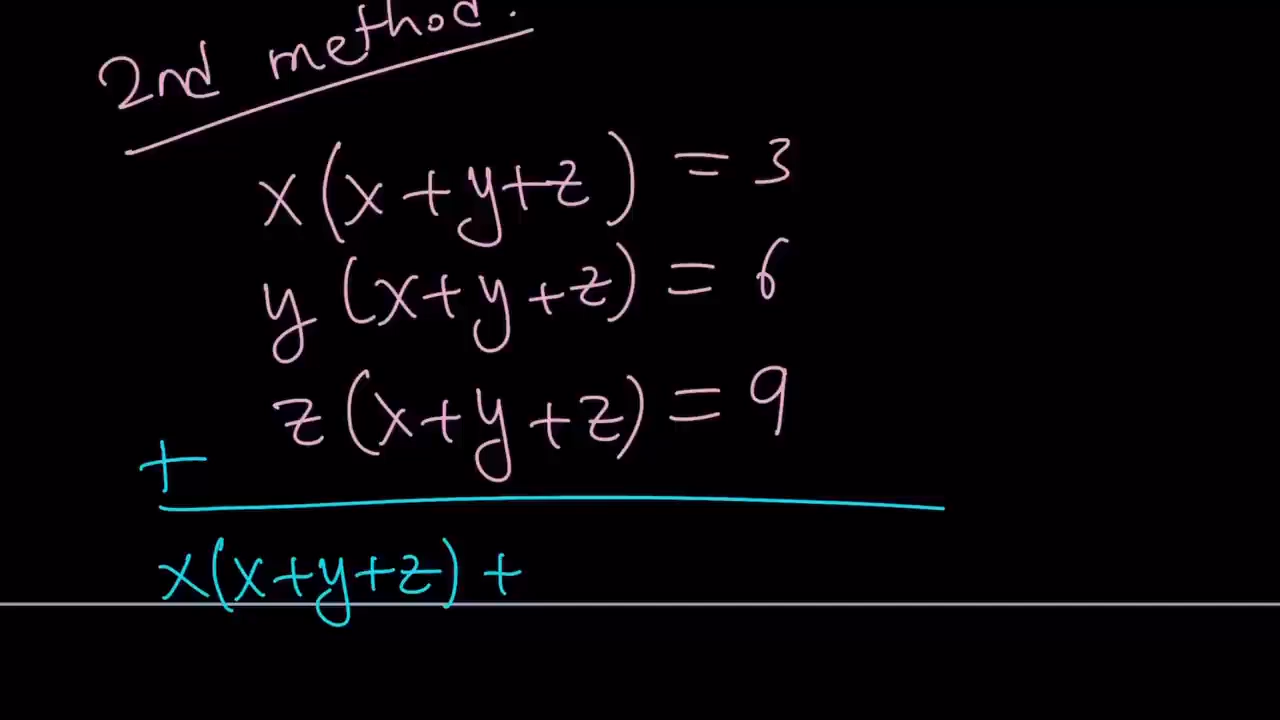 2nd method.
x(x+y+z) = 3
y(x+y+z) = 6
z(x+y+z) = 9
+
x(x+y+z) +